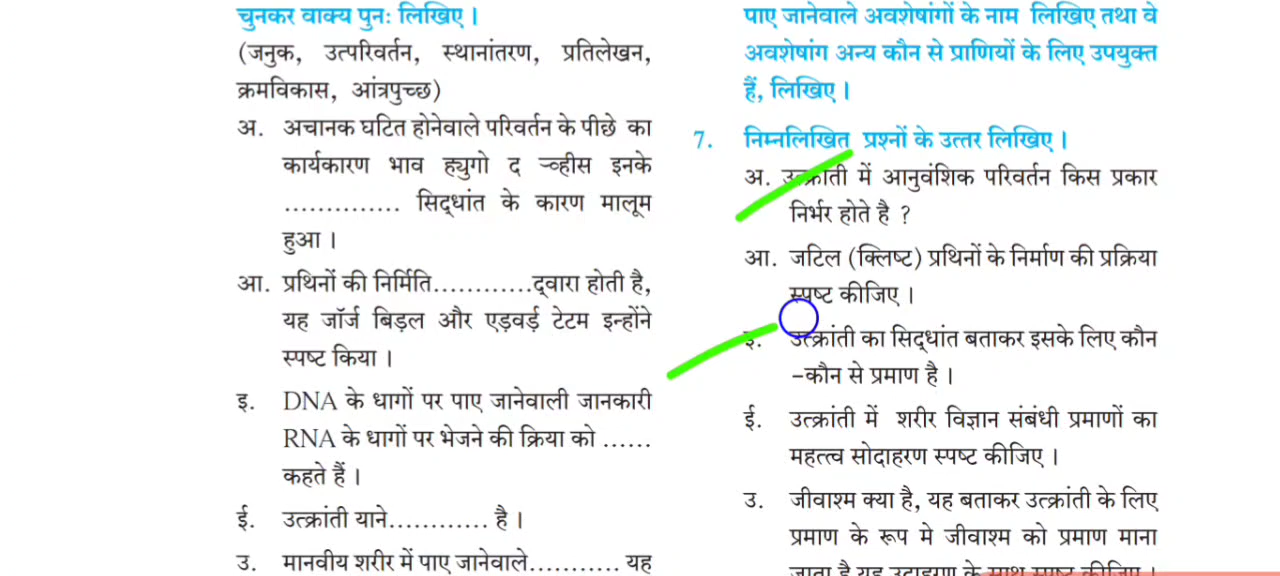 चुनकर वाक्य पुनः लिखिए ।
(जनुक, उत्परिवर्तन, स्थानांतरण, प्रतिलेखन,
क्रमविकास, आंत्रपुच्छ)
अ. अचानक घटित होनेवाले परिवर्तन के पीछे का
कार्यकारण भाव ह्युगो द व्हीस इनके
.............. सिद्धांत के कारण मालूम
हुआ ।
आ. प्रथिनों की निर्मिति............द्वारा होती है,
यह जॉर्ज बिड़ल और एड्वर्ड टेटम इन्होंने
स्पष्ट किया ।
इ. DNA के धागों पर पाए जानेवाली जानकारी
RNA के धागों पर भेजने की क्रिया को ......
कहते हैं ।
ई. उत्क्रांती याने............ है ।
उ. मानवीय शरीर में पाए जानेवाले........... यह
पाए जानेवाले अवशेषांगों के नाम लिखिए तथा वे
अवशेषांग अन्य कौन से प्राणियों के लिए उपयुक्त
हैं, लिखिए ।
7. निम्नलिखित प्रश्नों के उत्तर लिखिए ।
अ. उत्क्रांती में आनुवंशिक परिवर्तन किस प्रकार
निर्भर होते है ?
आ. जटिल (क्लिष्ट) प्रथिनों के निर्माण की प्रक्रिया
स्पष्ट कीजिए ।
इ. उत्क्रांती का सिद्धांत बताकर इसके लिए कौन
-कौन से प्रमाण है ।
ई. उत्क्रांती में शरीर विज्ञान संबंधी प्रमाणों का
महत्त्व सोदाहरण स्पष्ट कीजिए ।
उ. जीवाश्म क्या है, यह बताकर उत्क्रांती के लिए
प्रमाण के रूप मे जीवाश्म को प्रमाण माना
जाता है यह उदाहरण के साथ स्पष्ट कीजिए ।